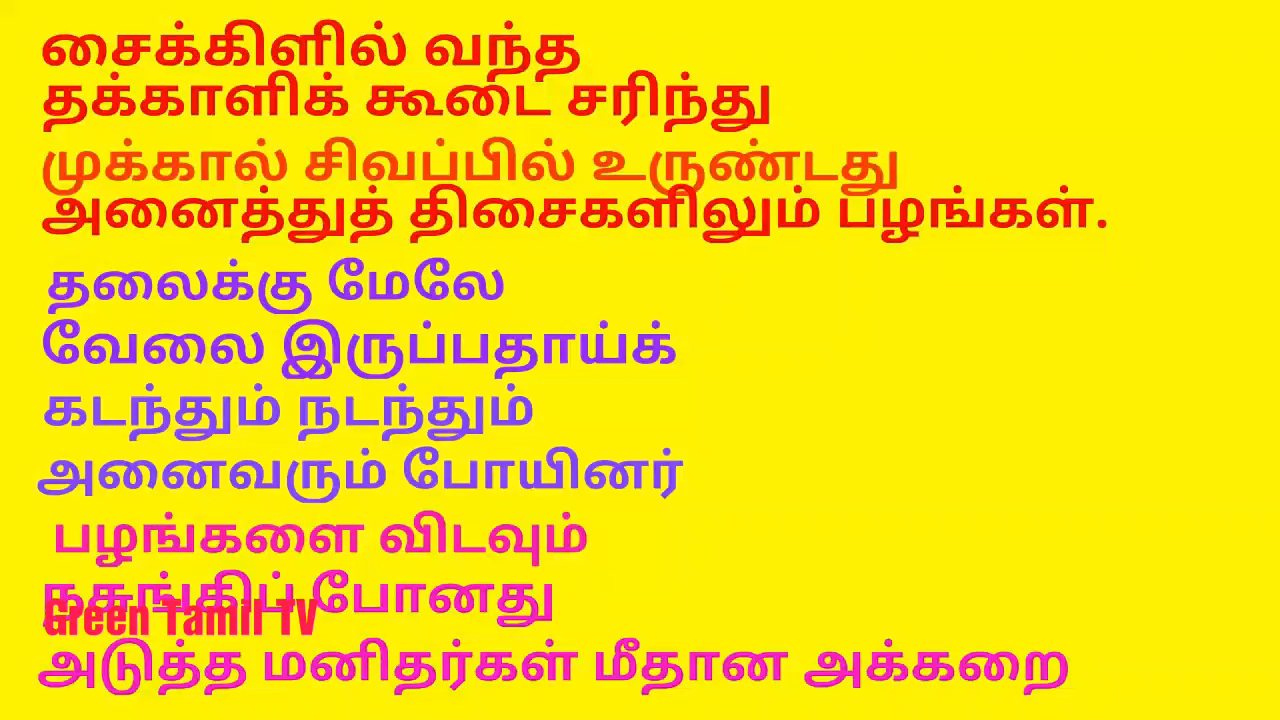 சைக்கிளில் வந்த
தக்காளிக் கூடை சரிந்து
முக்கால் சிவப்பில் உருண்டது
அனைத்துத் திசைகளிலும் பழங்கள்.
தலைக்கு மேலே
வேலை இருப்பதாய்க்
கடந்தும் நடந்தும்
அனைவரும் போயினர்
பழங்களை விடவும்
நசுங்கிப் போனது
Green Tamil TV
அடுத்த மனிதர்கள் மீதான அக்கறை